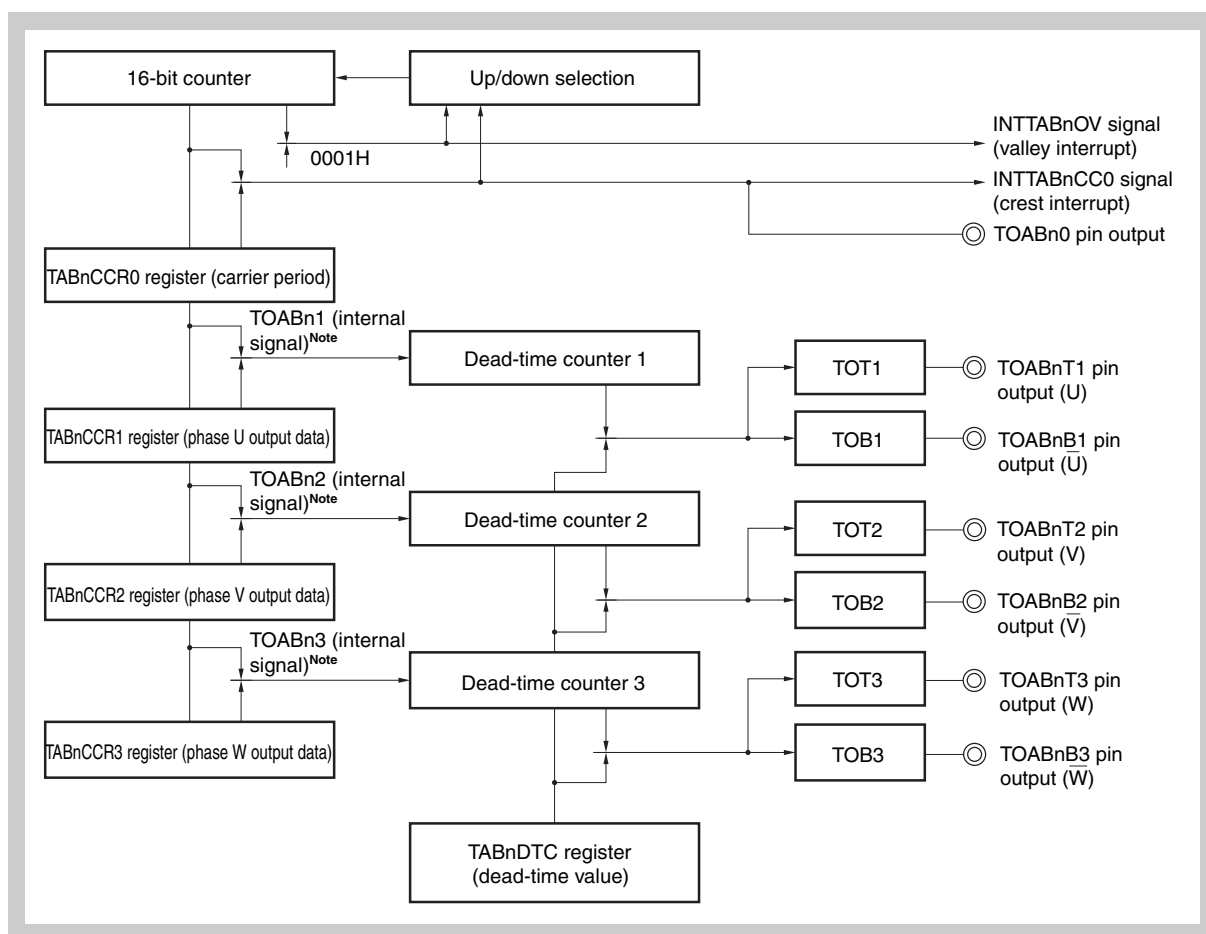 16-bit counter
Up/down selection
INTTABnOV signal
(valley interrupt)
0001H
INTTABnCC0 signal
(crest interrupt)
TOABn0 pin output
TABnCCR0 register (carrier period)
TOABn1 (internal
signal)Note
Dead-time counter 1
TOT1
TOABnT1 pin
output (U)
TABnCCR1 register (phase U output data)
TOB1
TOABnB1 pin
output (U̅)
TOABn2 (internal
signal)Note
Dead-time counter 2
TOT2
TOABnT2 pin
output (V)
TABnCCR2 register (phase V output data)
TOB2
TOABnB2 pin
output (V̅)
TOABn3 (internal
signal)Note
Dead-time counter 3
TOT3
TOABnT3 pin
output (W)
TABnCCR3 register (phase W output data)
TOB3
TOABnB3 pin
output (W̅)
TABnDTC register
(dead-time value)